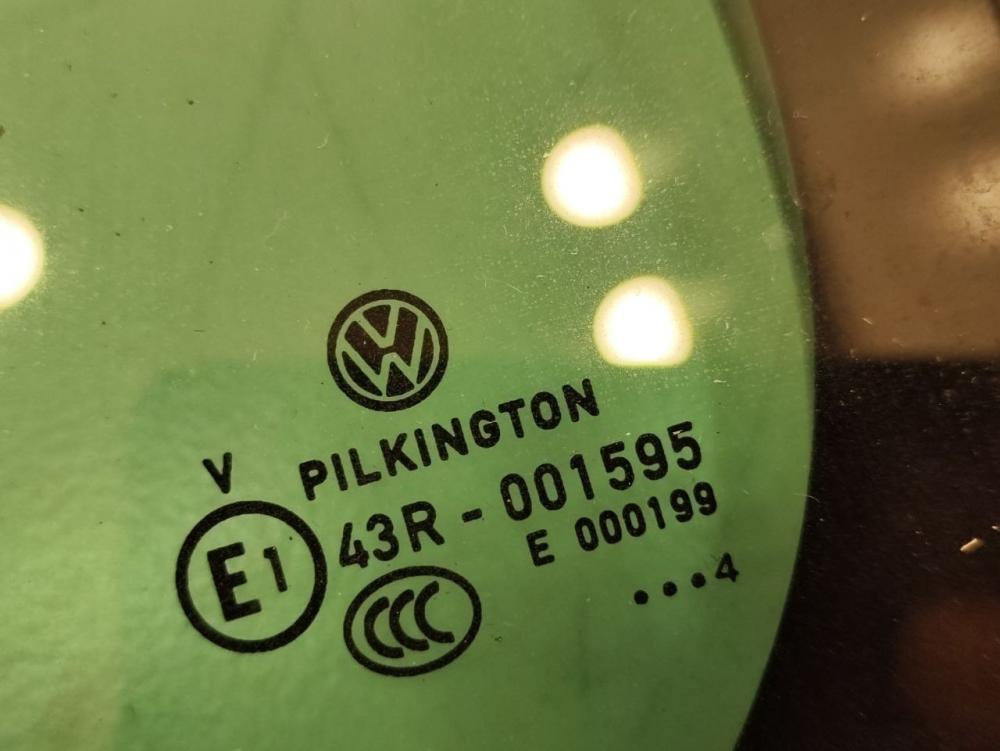 VW
PILKINGTON
V
43R - 001595
E1
E 000199
CCC
...4